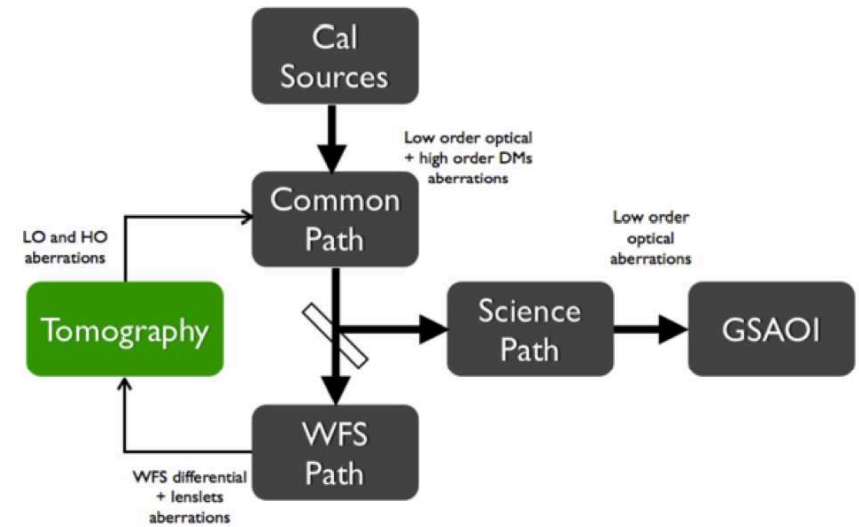 Cal
Sources
Low order optical
+ high order DMs
aberrations
Common
Path
LO and HO
aberrations
Low order
optical
aberrations
Tomography
Science
Path
GSAOI
WFS
Path
WFS differential
+ lenslets
aberrations